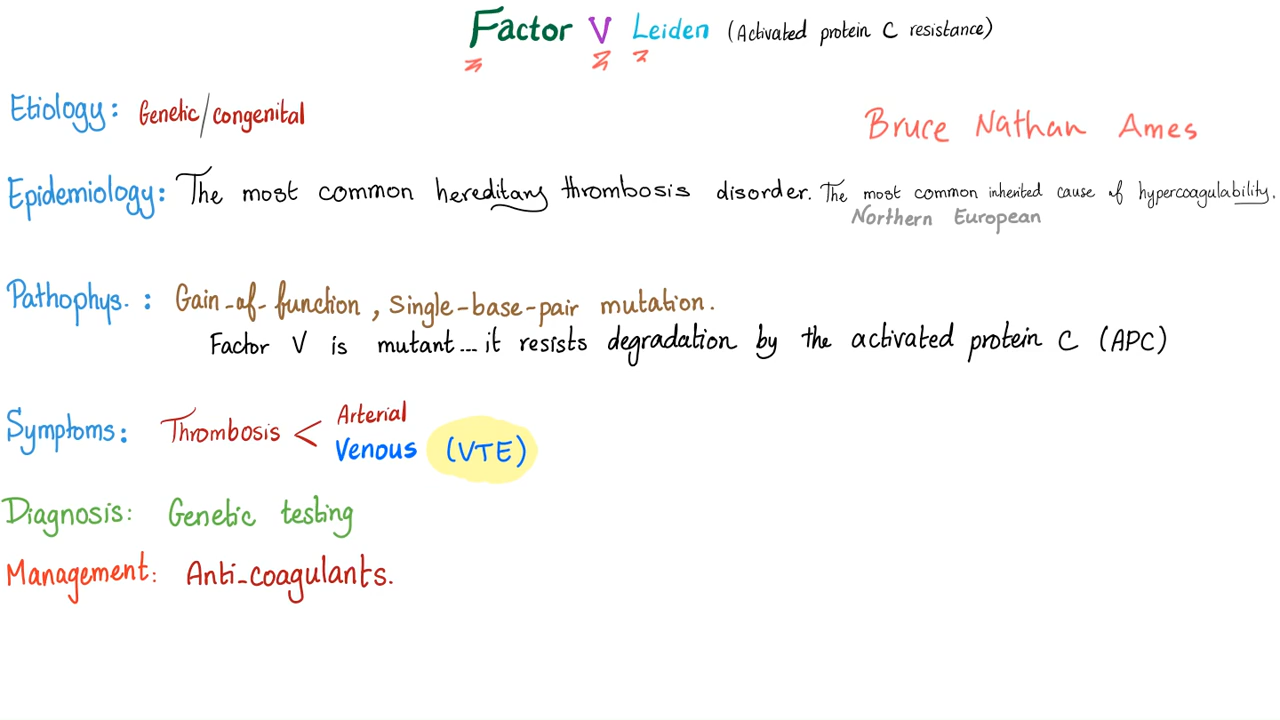 Factor V Leiden (Activated protein C resistance)
Etiology: Genetic/congenital
Bruce Nathan Ames
Epidemiology: The most common hereditary thrombosis disorder. The most common inherited cause of hypercoagulability.
Northern European
Pathophys. : Gain-of-function, Single-base-pair mutation.
Factor V is mutant... it resists degradation by the activated protein C (APC)
Symptoms: Thrombosis < Arterial
Venous (VTE)
Diagnosis: Genetic testing
Management: Anti-coagulants.